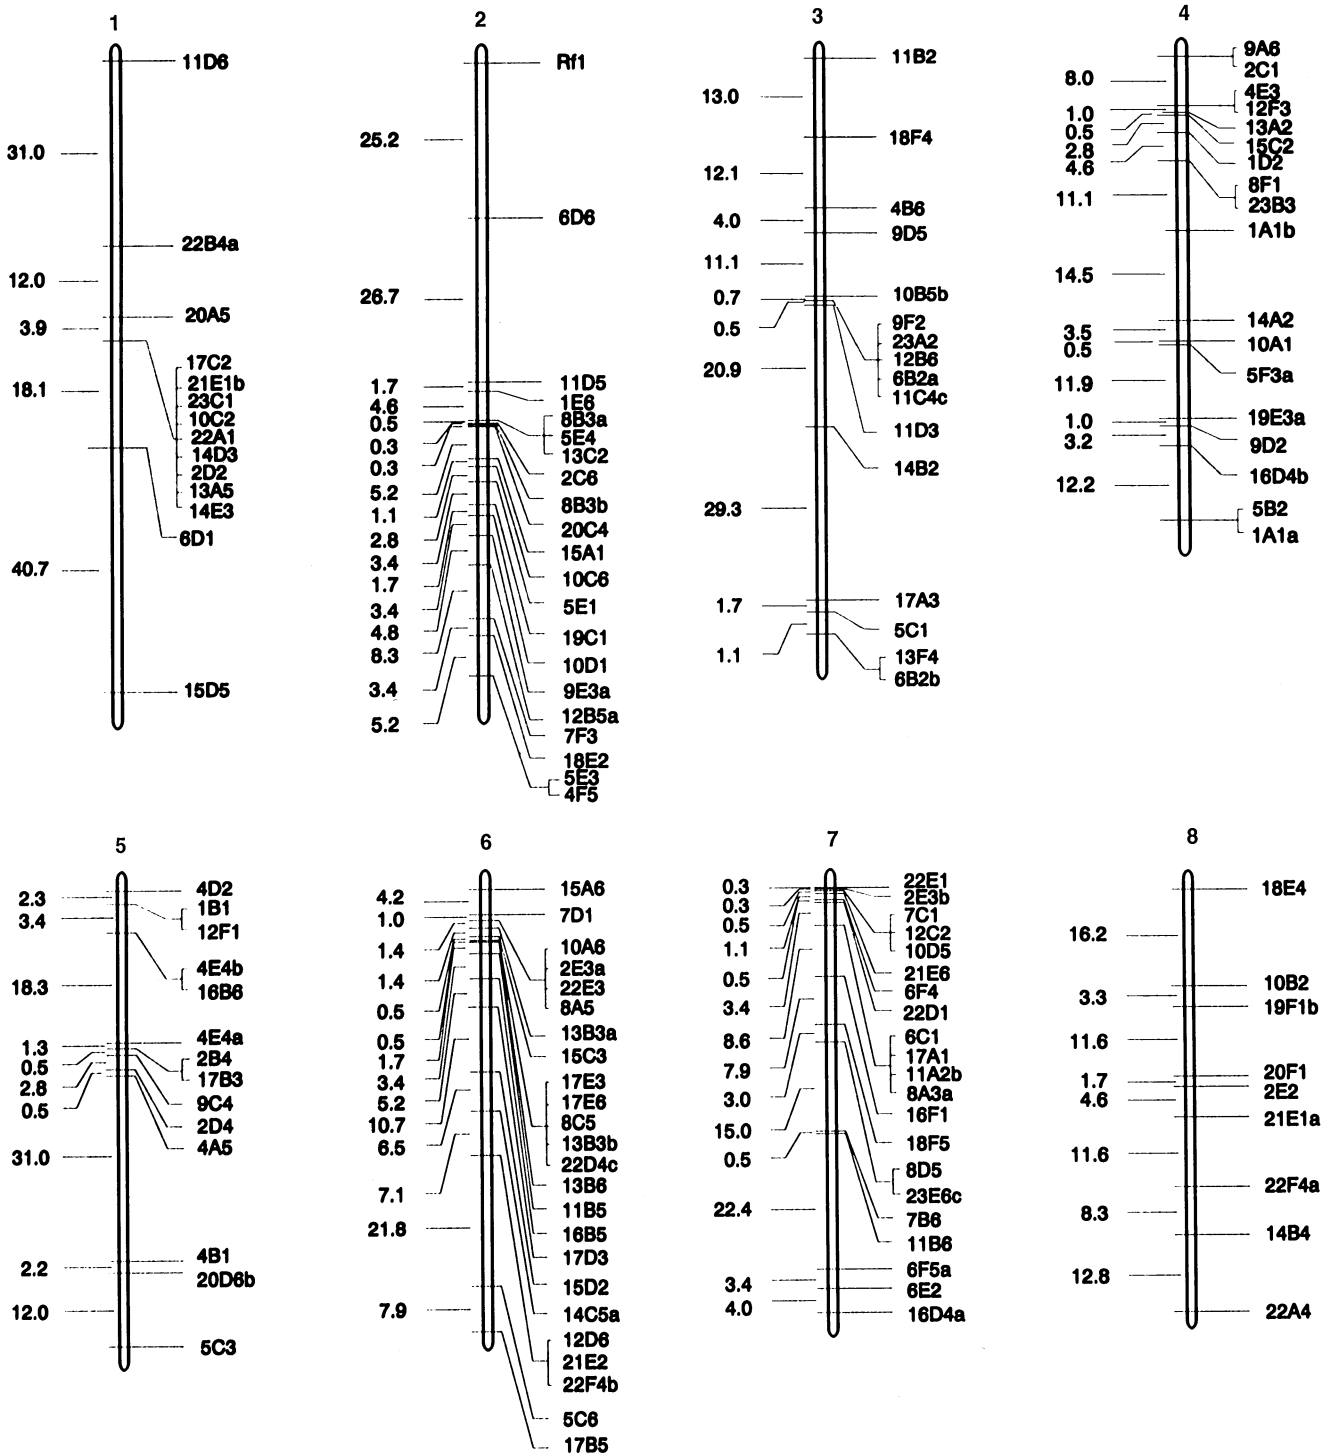 1
11D6
31.0
22B4a
12.0
20A5
3.9
17C2
21E1b
18.1
23C1
10C2
22A1
14D3
2D2
13A5
14E3
6D1
40.7
15D5
2
Rf1
25.2
6D6
26.7
11D5
1.7
1E6
4.6
8B3a
0.5
5E4
0.3
13C2
0.3
2C6
5.2
8B3b
1.1
20C4
2.8
15A1
3.4
10C6
1.7
5E1
3.4
19C1
4.8
10D1
8.3
9E3a
3.4
12B5a
5.2
7F3
18E2
5E3
4F5
3
11B2
13.0
18F4
12.1
4B6
4.0
9D5
11.1
10B5b
0.7
9F2
0.5
23A2
12B6
20.9
6B2a
11C4c
11D3
14B2
29.3
17A3
1.7
5C1
1.1
13F4
6B2b
4
9A6
2C1
8.0
4E3
12F3
1.0
13A2
0.5
15C2
2.8
1D2
4.6
8F1
11.1
23B3
1A1b
14.5
14A2
3.5
10A1
0.5
5F3a
11.9
19E3a
1.0
9D2
3.2
16D4b
12.2
5B2
1A1a
5
4D2
2.3
1B1
3.4
12F1
4E4b
18.3
16B6
4E4a
1.3
2B4
0.5
17B3
2.8
9C4
0.5
2D4
4A5
31.0
4B1
2.2
20D6b
12.0
5C3
6
15A6
4.2
7D1
1.0
10A6
1.4
2E3a
1.4
22E3
0.5
8A5
13B3a
0.5
15C3
1.7
17E3
3.4
17E6
5.2
8C5
10.7
13B3b
6.5
22D4c
7.1
13B6
11B5
21.8
16B5
17D3
15D2
7.9
14C5a
12D6
21E2
22F4b
5C6
17B5
7
22E1
0.3
2E3b
0.3
7C1
0.5
12C2
1.1
10D5
0.5
21E6
6F4
3.4
22D1
8.6
6C1
17A1
7.9
11A2b
3.0
8A3a
16F1
15.0
18F5
0.5
8D5
23E6c
22.4
7B6
11B6
6F5a
3.4
6E2
4.0
16D4a
8
18E4
16.2
10B2
3.3
19F1b
11.6
20F1
1.7
2E2
4.6
21E1a
11.6
22F4a
8.3
14B4
12.8
22A4